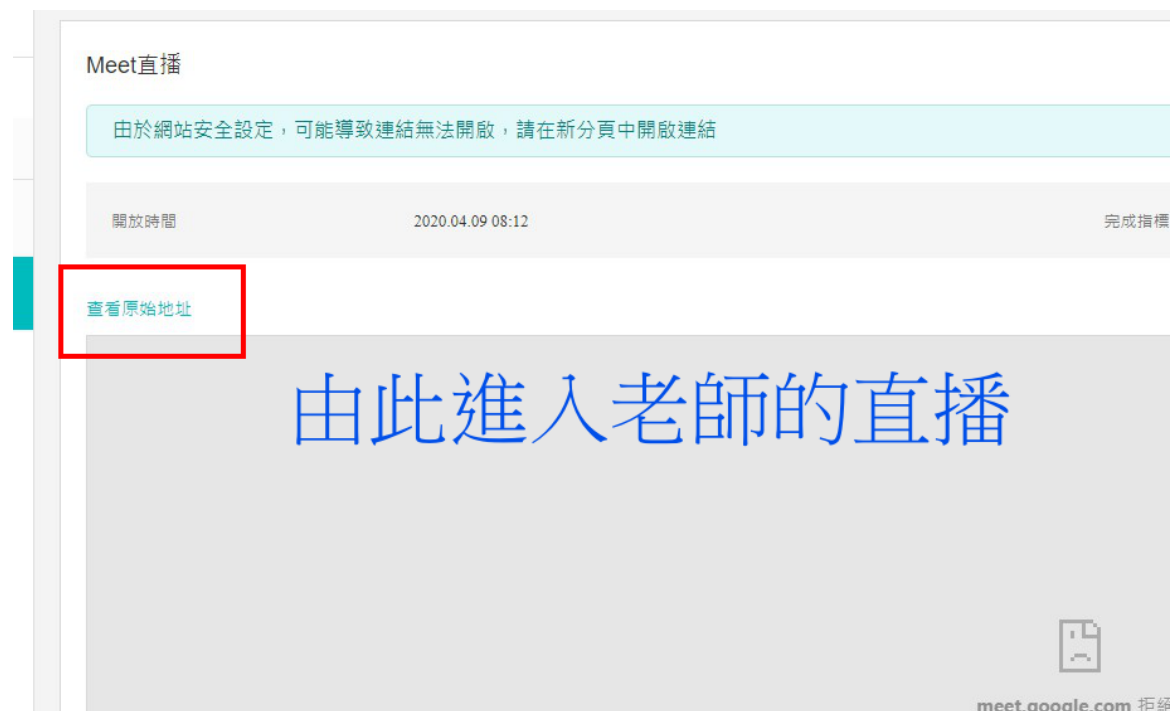 Meet直播
由於網站安全設定，可能導致連結無法開啟，請在新分頁中開啟連結
開放時間 2020.04.09 08:12 完成指標
查看原始地址
由此進入老師的直播
meet.google.com 拒絕